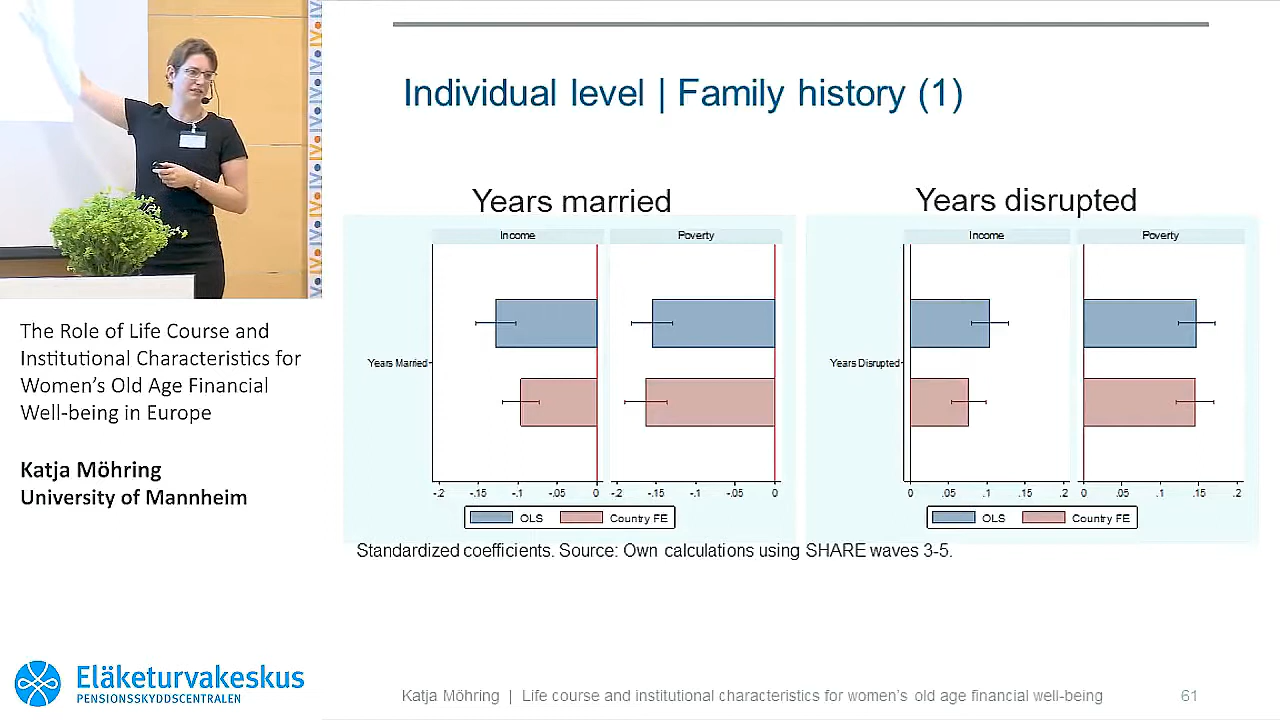 Individual level | Family history (1)
Years married
Years disrupted
Income
Poverty
Income
Poverty
Years Married
Years Disrupted
-.2 -.15 -.1 -.05 0
-.2 -.15 -.1 -.05 0
0 .05 .1 .15 .2
0 .05 .1 .15 .2
OLS Country FE
OLS Country FE
Standardized coefficients. Source: Own calculations using SHARE waves 3-5.
The Role of Life Course and
Institutional Characteristics for
Women's Old Age Financial
Well-being in Europe
Katja Möhring
University of Mannheim
Eläketurvakeskus
PENSIONSSKYDDSCENTRALEN
Katja Möhring | Life course and institutional characteristics for women's old age financial well-being
61